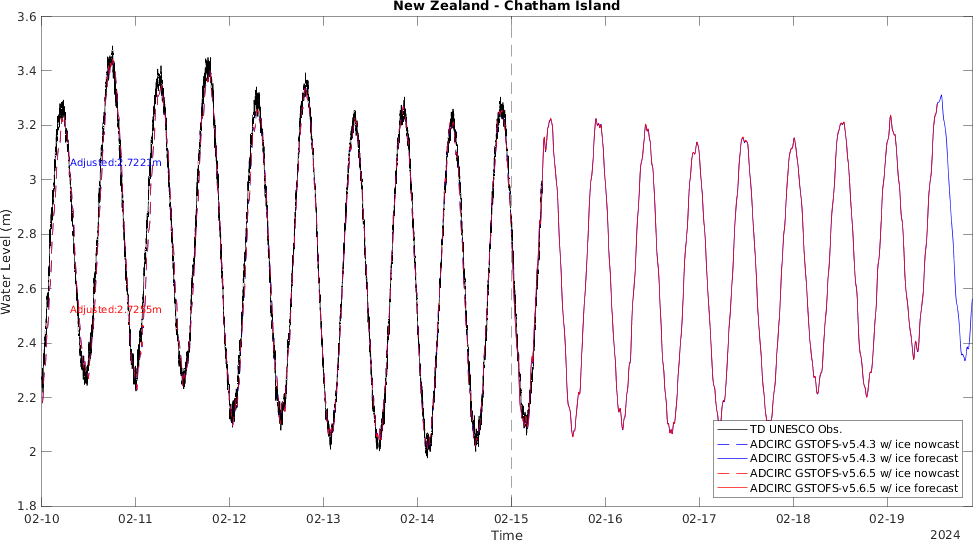 New Zealand - Chatham Island
3.6
3.4
3.2
3
2.8
2.6
2.4
2.2
2
1.8
Water Level (m)
Adjusted:2.7221m
Adjusted:2.7255m
TD UNESCO Obs.
ADCIRC GSTOFS-v5.4.3 w/ ice nowcast
ADCIRC GSTOFS-v5.4.3 w/ ice forecast
ADCIRC GSTOFS-v5.6.5 w/ ice nowcast
ADCIRC GSTOFS-v5.6.5 w/ ice forecast
02-10 02-11 02-12 02-13 02-14 02-15 02-16 02-17 02-18 02-19
Time
2024